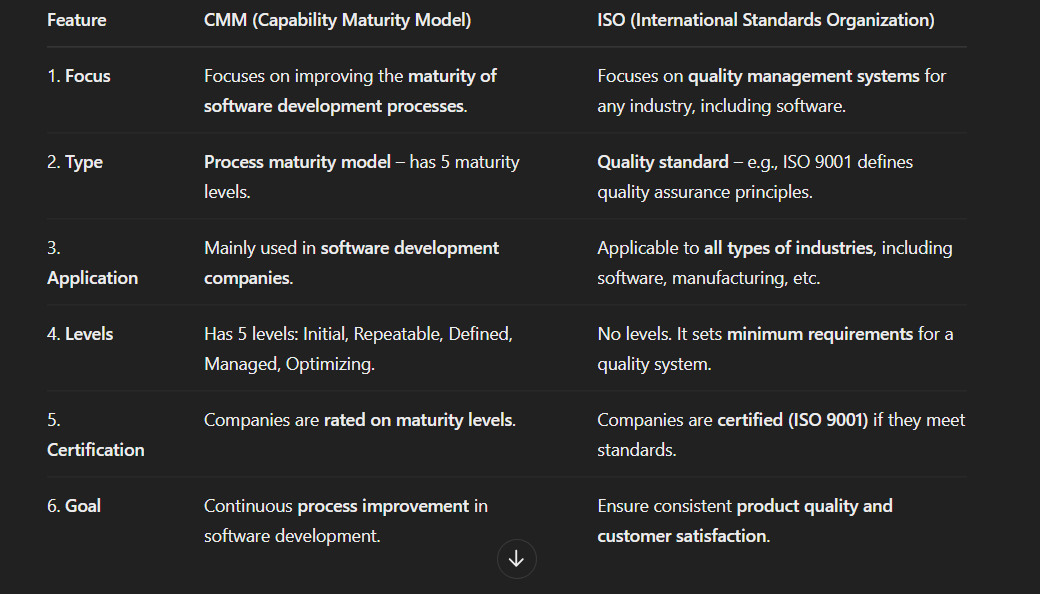 Feature CMM (Capability Maturity Model) ISO (International Standards Organization)
1. Focus Focuses on improving the maturity of Focuses on quality management systems for
software development processes. any industry, including software.
2. Type Process maturity model – has 5 maturity Quality standard – e.g., ISO 9001 defines
levels. quality assurance principles.
3. Mainly used in software development Applicable to all types of industries, including
Application companies. software, manufacturing, etc.
4. Levels Has 5 levels: Initial, Repeatable, Defined, No levels. It sets minimum requirements for a
Managed, Optimizing. quality system.
5. Companies are rated on maturity levels. Companies are certified (ISO 9001) if they meet
Certification standards.
6. Goal Continuous process improvement in Ensure consistent product quality and
software development. customer satisfaction.